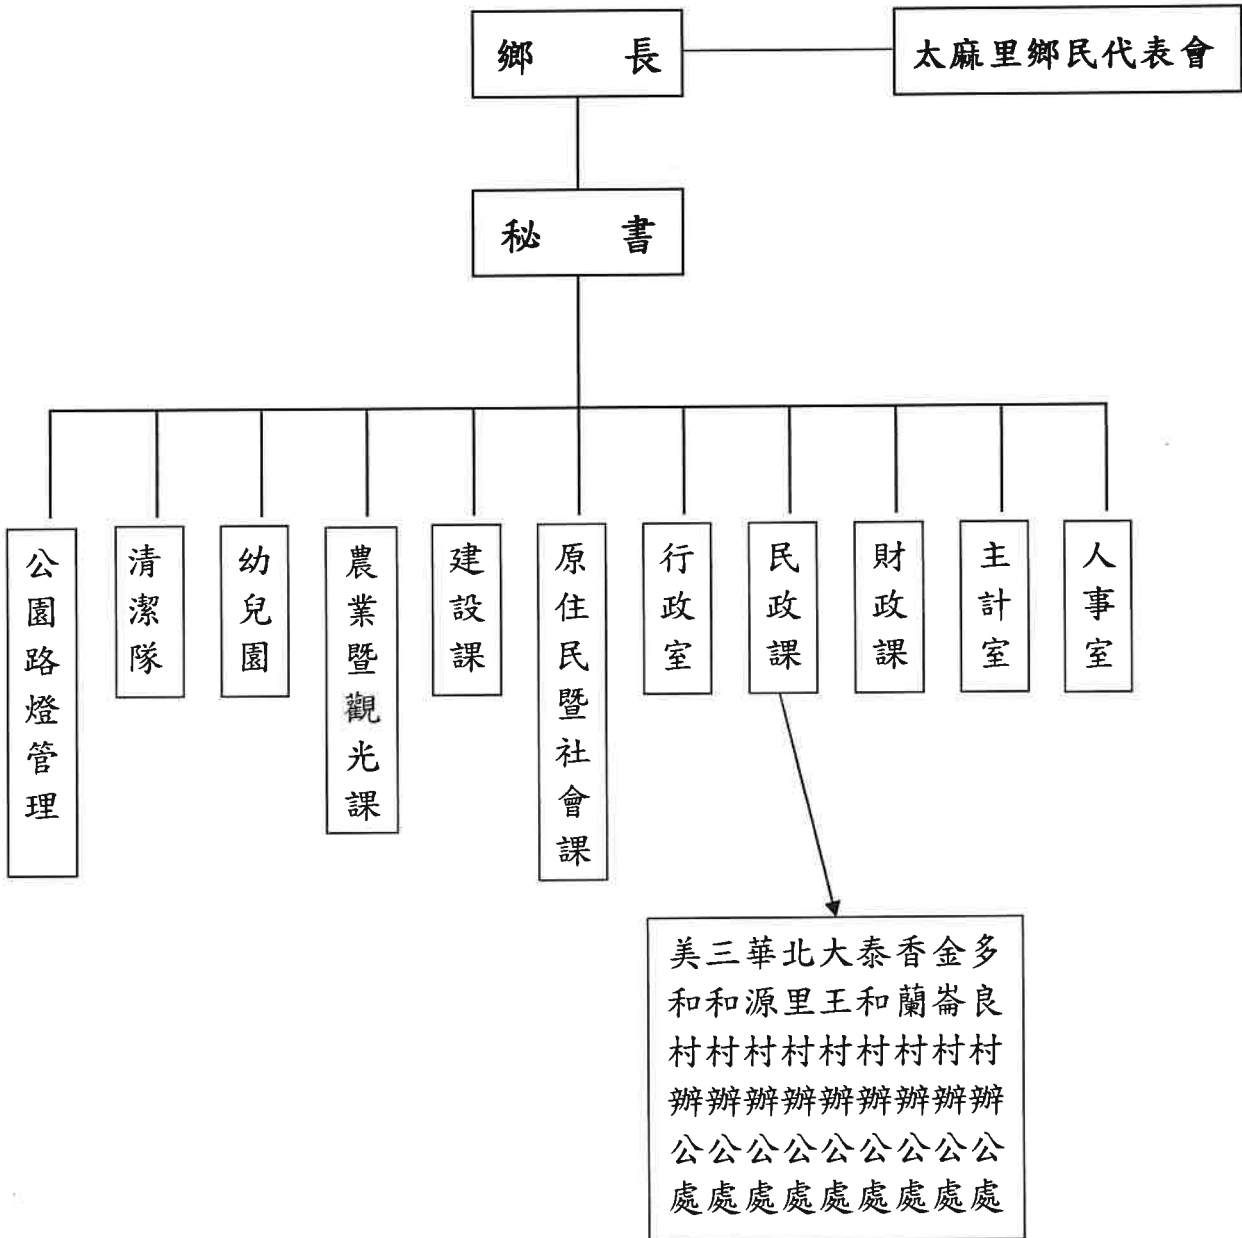 鄉長
太麻里鄉民代表會
秘書
公園路燈管理
清潔隊
幼兒園
農業暨觀光課
建設課
原住民暨社會課
行政室
民政課
財政課
主計室
人事室
美和村辦公處
三和村辦公處
華源村辦公處
北里村辦公處
大王村辦公處
泰和村辦公處
香蘭村辦公處
金崙村辦公處
多良村辦公處